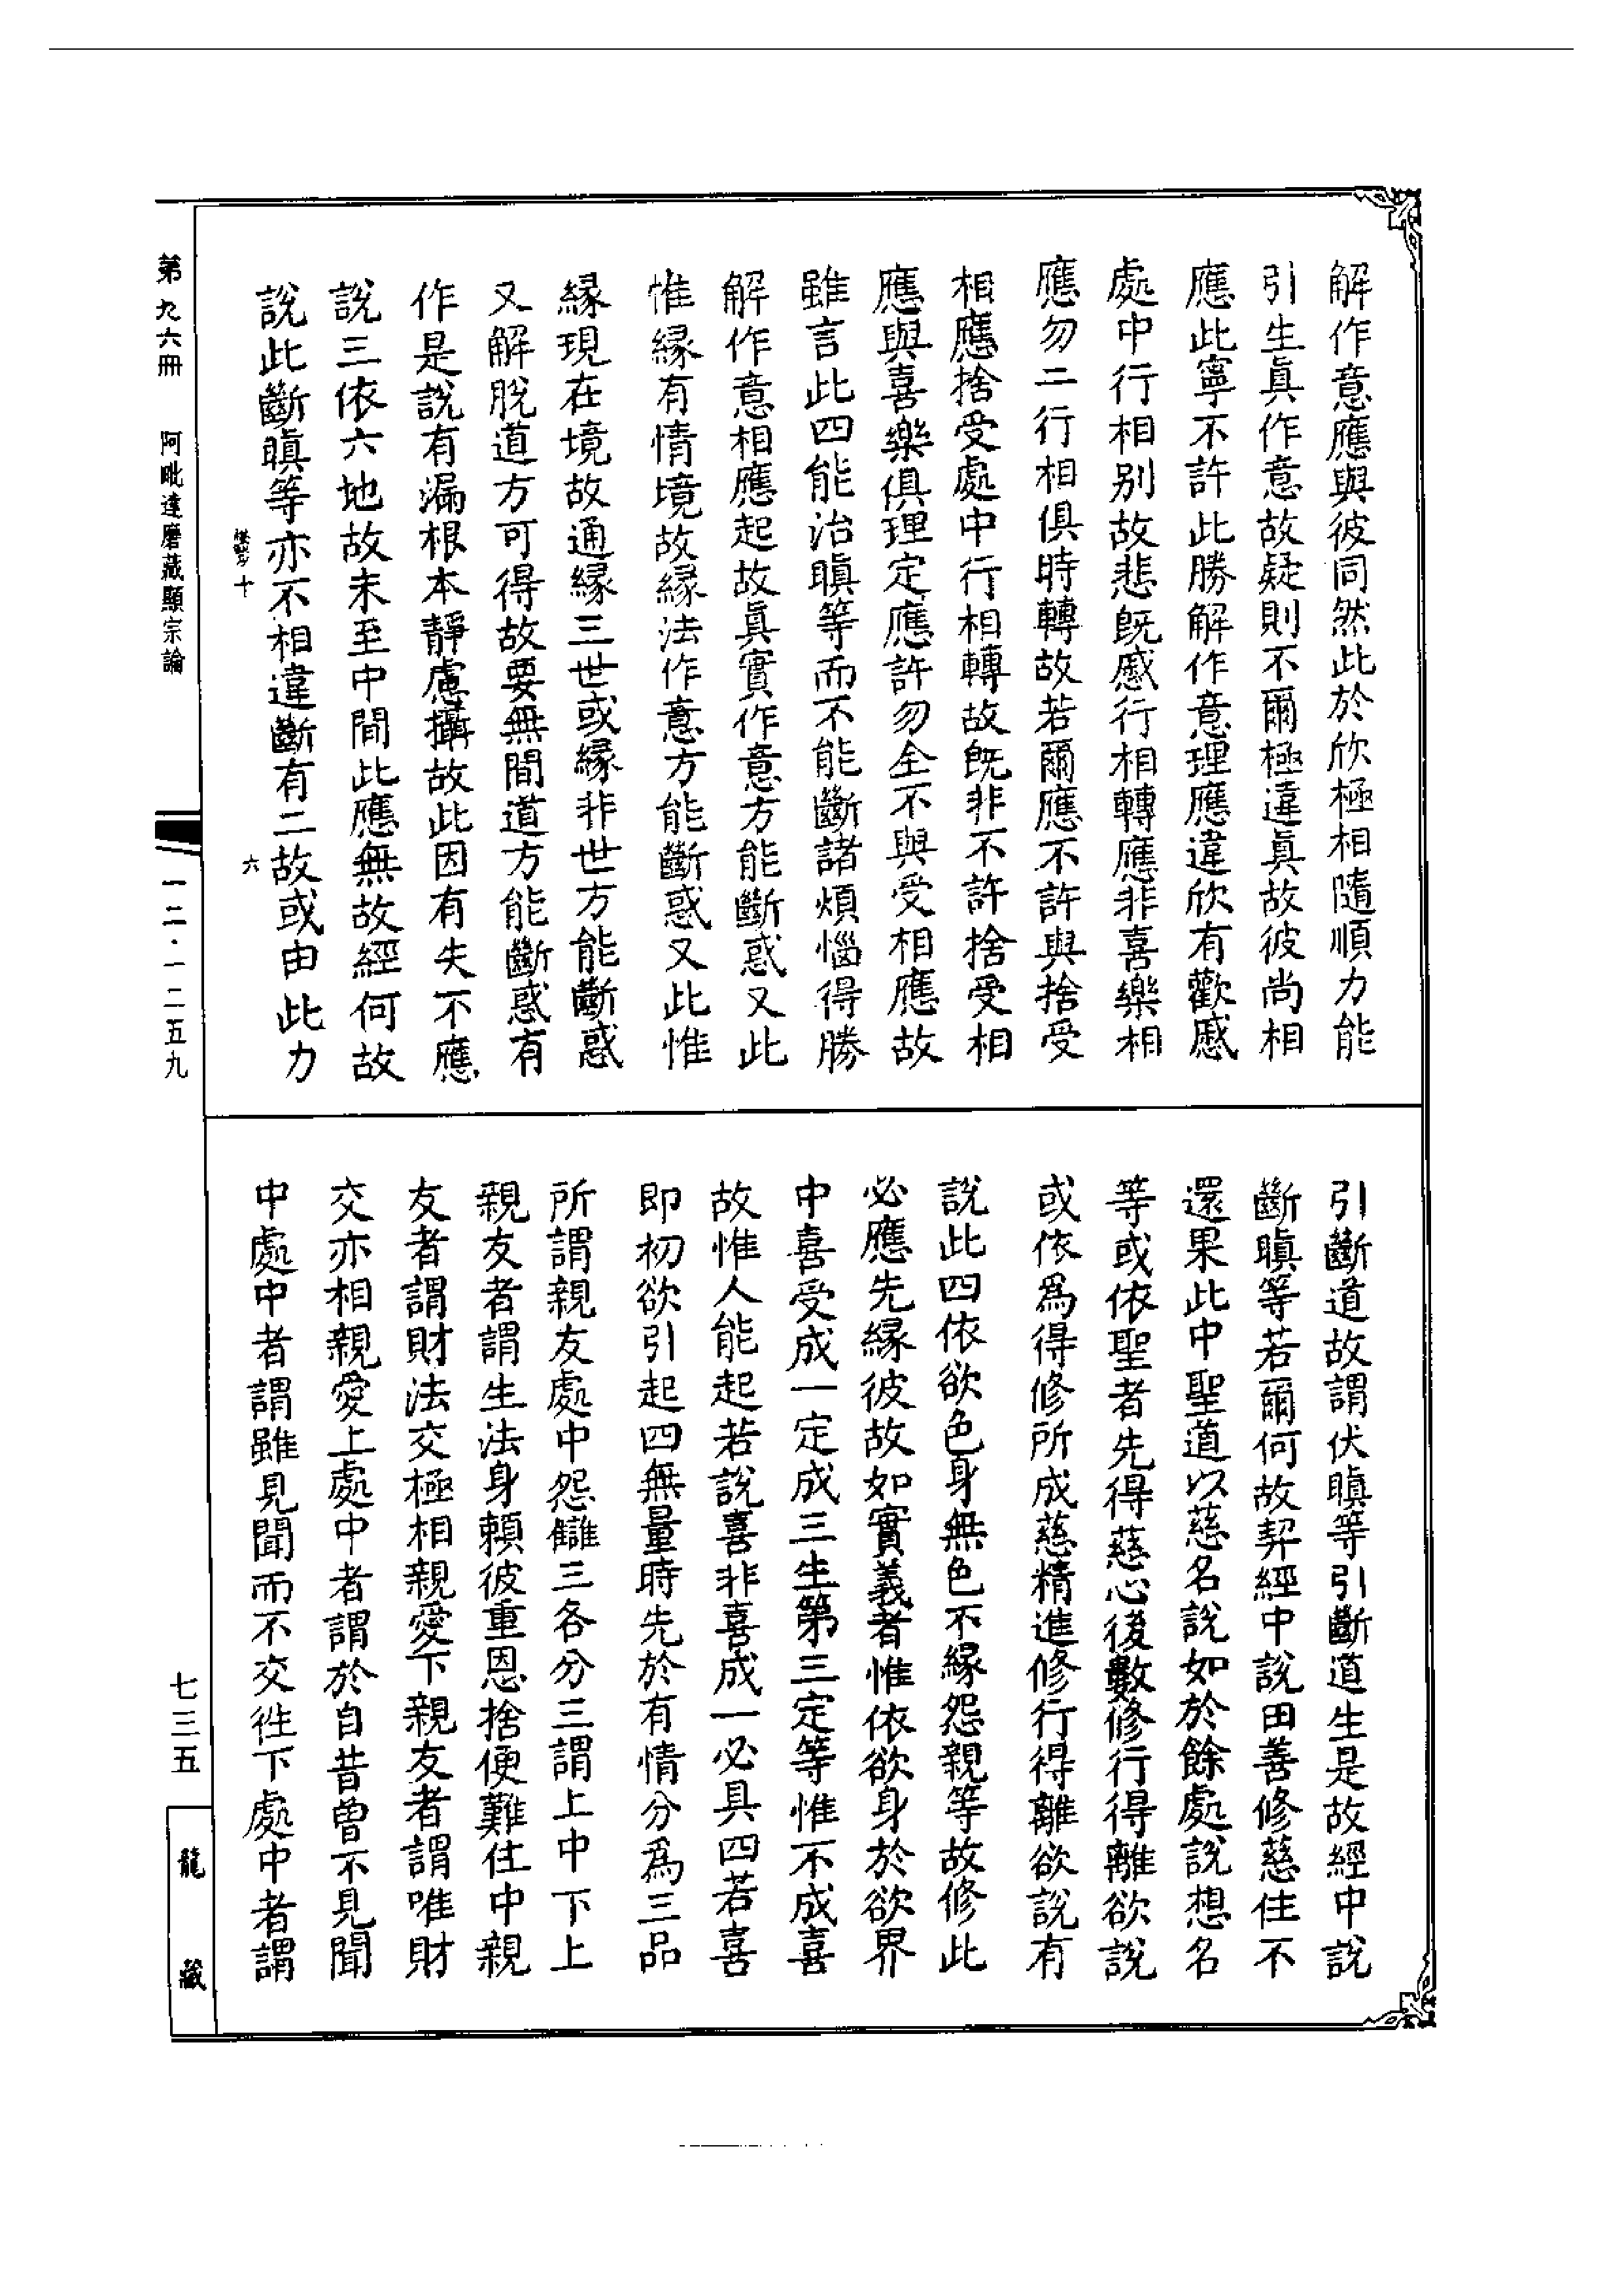 解作意應與彼同然此於欣極相隨順力能
引生眞作意故疑則不爾極違眞故彼尚相
應此寧不許此勝解作意理應違欣有歡慼
處中行相別故悲既慼行相轉應非喜樂相
應勿二行相俱時轉故若爾應不許與捨受
相應捨受處中行相轉故既非不許捨受相
應與喜樂俱理定應許勿全不與受相應故
雖言此四能治瞋等而不能斷諸煩惱得勝
解作意相應起故眞實作意方能斷惑又此
惟緣有情境故緣法作意方能斷惑又此惟
緣現在境故通緣三世或緣非世方能斷惑
又解脫道方可得故要無間道方能斷惑有
作是說有漏根本靜慮攝故此因有失不應
說三依六地故未至中間此應無故經何故
說此斷瞋等亦不相違斷有二故或由此力
引斷道故謂伏瞋等引斷道生是故經中說
斷瞋等若爾何故契經中說田善修慈住不
還果此中聖道以慈名說如於餘處說想名
等或依聖者先得慈心後數修行得離欲說
或依爲得修所成慈精進修行得離欲說有
說此四依欲色身無色不緣怨親等故修此
必應先緣彼故如實義者惟依欲身於欲界
中喜受成一定成三生第三定等惟不成喜
故惟人能起若說喜非喜成一必具四若喜
即初欲引起四無量時先於有情分爲三品
所謂親友處中怨讎三各分三謂上中下上
親友者謂生法身賴彼重恩捨便難住中親
友者謂財法交極相親愛下親友者謂唯財
交亦相親愛上處中者謂於自昔曾不見聞
中處中者謂雖見聞而不交徃下處中者謂
十
六
第九六冊
阿毗達磨藏顯宗論
一二·一二五九
七三五
龍藏